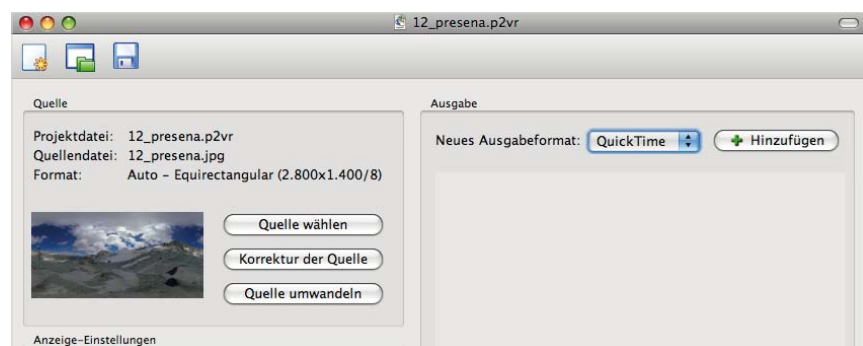 12_presena.p2vr
Quelle
Projektdatei: 12_presena.p2vr
Quellendatei: 12_presena.jpg
Format: Auto – Equirectangular (2.800x1.400/8)
Quelle wählen
Korrektur der Quelle
Quelle umwandeln
Anzeige-Einstellungen
Ausgabe
Neues Ausgabeformat: QuickTime Hinzufügen